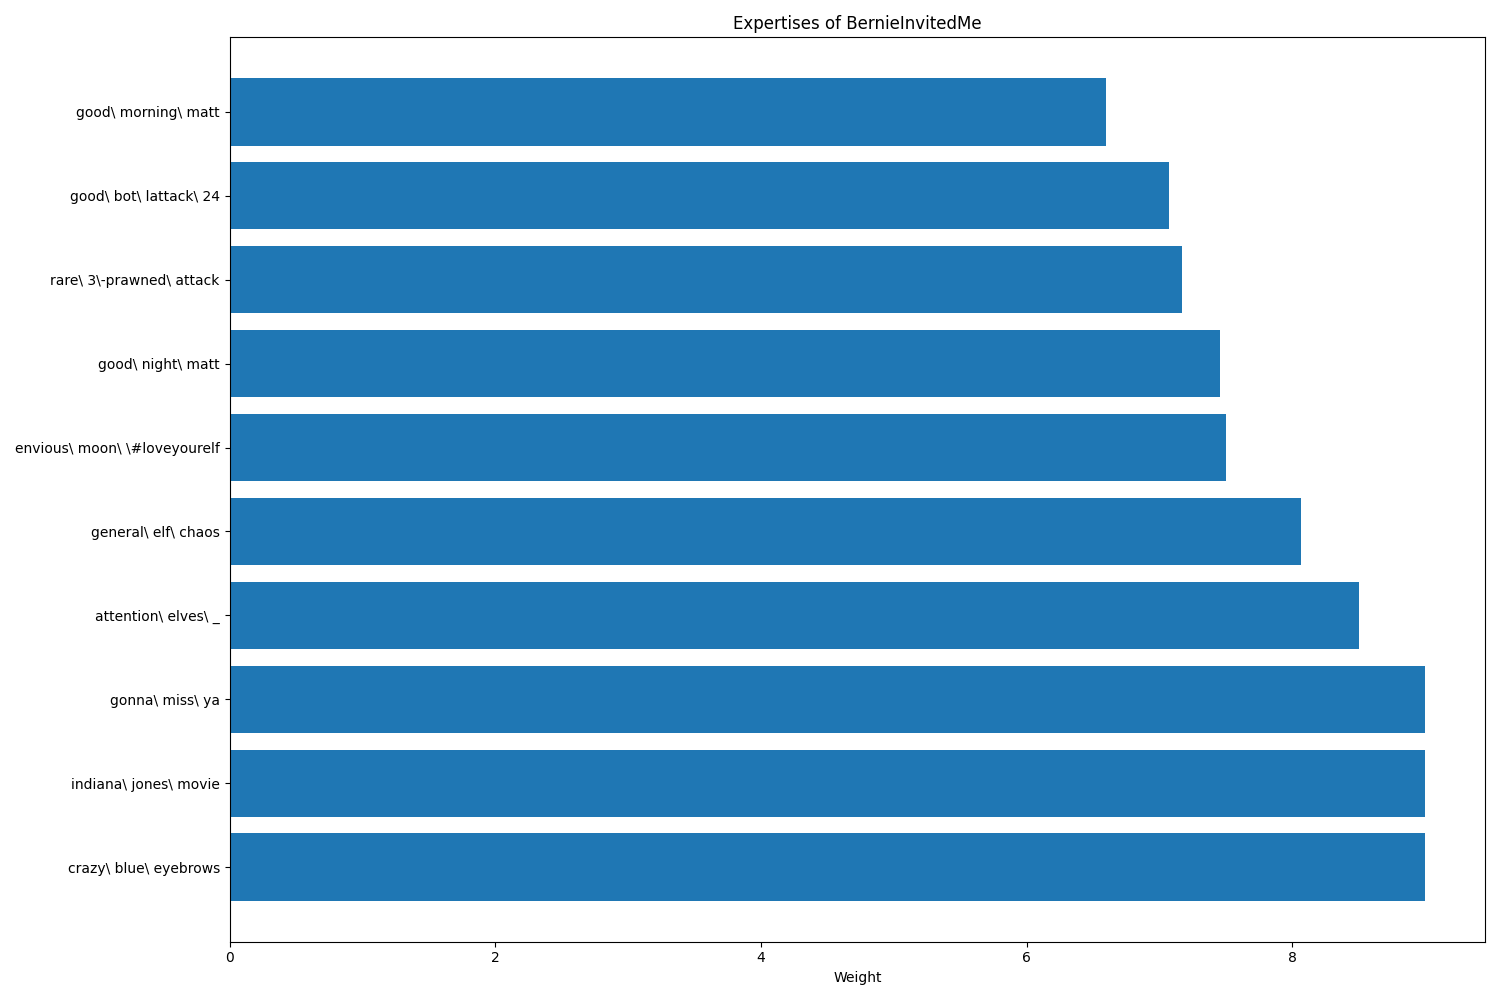 Expertises of BernieInvitedMe
good\ morning\ matt
good\ bot\ lattack\ 24
rare\ 3\-prawned\ attack
good\ night\ matt
envious\ moon\ \#loveyourelf
general\ elf\ chaos
attention\ elves\ _
gonna\ miss\ ya
indiana\ jones\ movie
crazy\ blue\ eyebrows
0 2 4 6 8
Weight